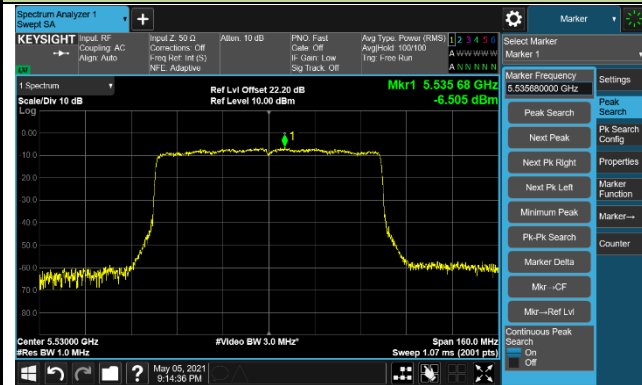 Spectrum Analyzer 1
Swept SA
Marker
KEYSIGHT
Input: RF
Coupling: AC
Align: Auto
Input Z: 50 Ω
Corrections: Off
Freq Ref: Int (S)
NFE: Adaptive
Atten: 10 dB
PNO: Fast
Gate: Off
IF Gain: Low
Sig Track: Off
Avg Type: Power (RMS)
Avg|Hold: 100/100
Trig: Free Run
1 2 3 4 5 6
A W W W W W
A N N N N N
LW
Select Marker
Marker 1
1 Spectrum
Scale/Div 10 dB
Log
Ref Lvl Offset 22.20 dB
Ref Level 10.00 dBm
Mkr1 5.535 68 GHz
-6.505 dBm
0.00
10.0
20.0
30.0
40.0
50.0
60.0
70.0
80.0
1
Center 5.53000 GHz
#Res BW 1.0 MHz
#Video BW 3.0 MHz*
Span 160.0 MHz
Sweep 1.07 ms (2001 pts)
Marker Frequency
5.535680000 GHz
Peak Search
Next Peak
Next Pk Right
Next Pk Left
Minimum Peak
Pk-Pk Search
Marker Delta
Mkr→CF
Mkr→Ref Lvl
Continuous Peak
Search
On
Off
Settings
Peak
Search
Pk Search
Config
Properties
Marker
Function
Marker→
Counter
May 05, 2021
9:14:36 PM